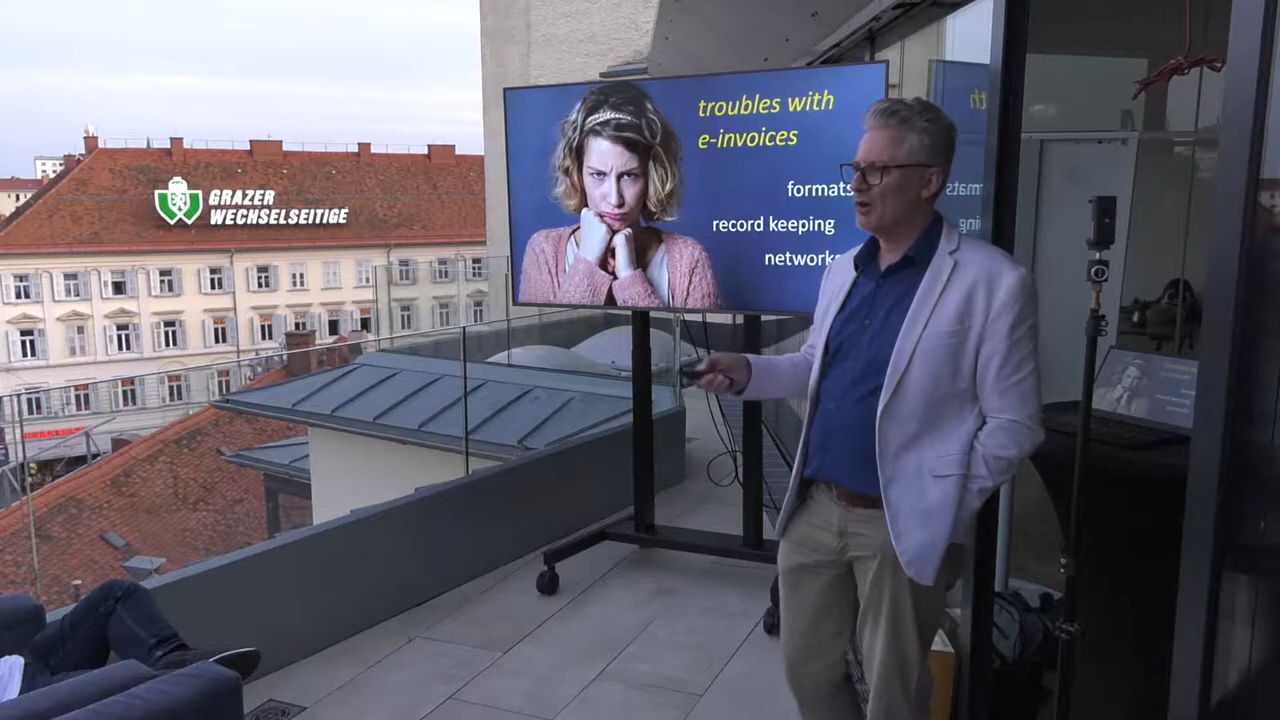 GRAZER
WECHSELSEITIGE
troubles with
e-invoices
formats
record keeping
networks